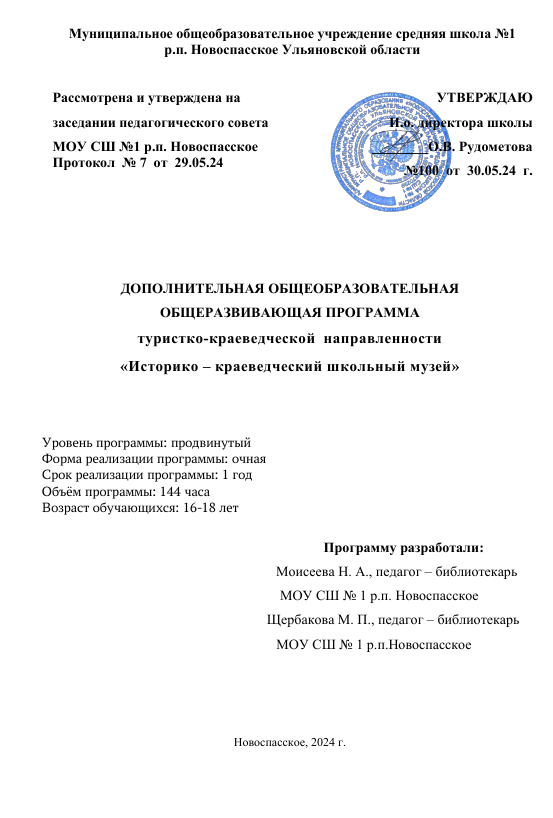 Муниципальное общеобразовательное учреждение средняя школа №1
р.п. Новоспасское Ульяновской области
Рассмотрена и утверждена на
заседании педагогического совета
МОУ СШ №1 р.п. Новоспасское
Протокол № 7 от 29.05.24
УТВЕРЖДАЮ
И.о. директора школы
О.В. Рудометова
№100 от 30.05.24 г.
ДОПОЛНИТЕЛЬНАЯ ОБЩЕОБРАЗОВАТЕЛЬНАЯ
ОБЩЕРАЗВИВАЮЩАЯ ПРОГРАММА
туристко-краеведческой направленности
«Историко – краеведческий школьный музей»
Уровень программы: продвинутый
Форма реализации программы: очная
Срок реализации программы: 1 год
Объём программы: 144 часа
Возраст обучающихся: 16-18 лет
Программу разработали:
Моисеева Н. А., педагог – библиотекарь
МОУ СШ № 1 р.п. Новоспасское
Щербакова М. П., педагог – библиотекарь
МОУ СШ № 1 р.п.Новоспасское
Новоспасское, 2024 г.